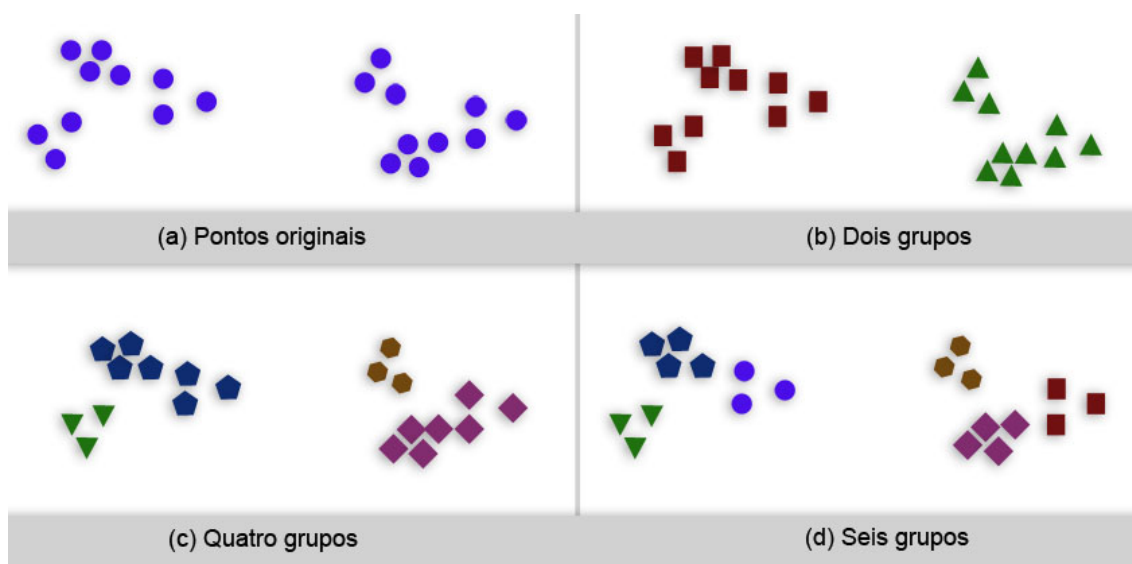 (a) Pontos originais
(b) Dois grupos
(c) Quatro grupos
(d) Seis grupos